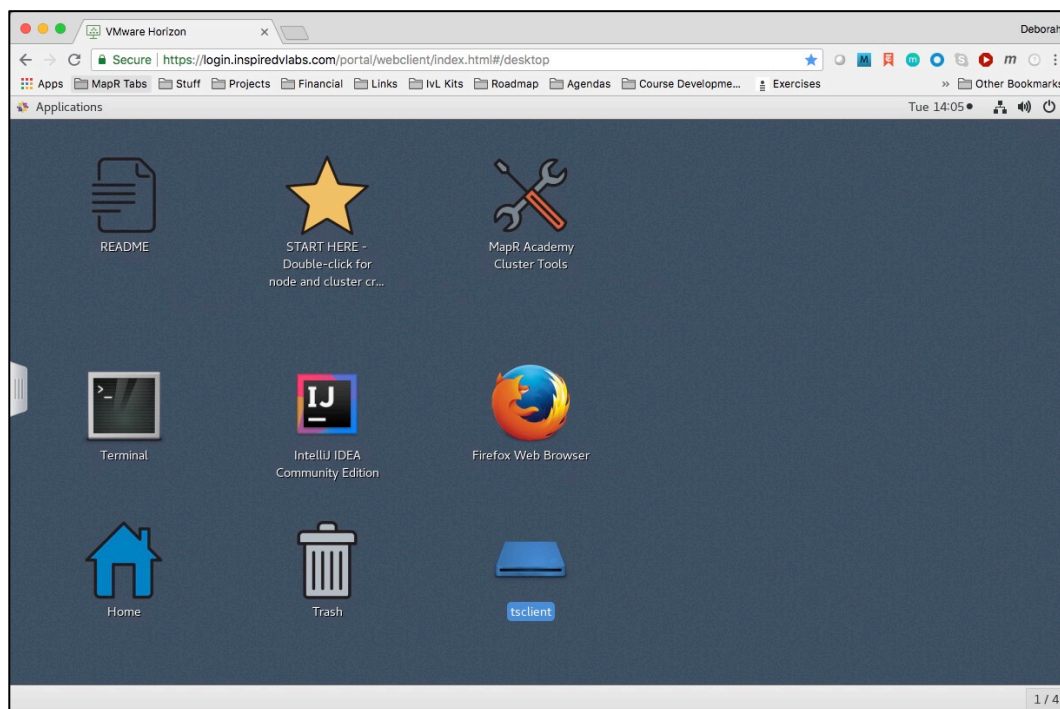 VMware Horizon
Deborah
Secure https://login.inspiredvlabs.com/portal/webclient/index.html#/desktop
Apps MapR Tabs Stuff Projects Financial Links IvL Kits Roadmap Agendas Course Developme... Exercises » Other Bookmarks
Applications Tue 14:05
README
START HERE -
Double-click for
node and cluster cr...
MapR Academy
Cluster Tools
Terminal
IntelliJ IDEA
Community Edition
Firefox Web Browser
Home
Trash
tsclient
1 / 4